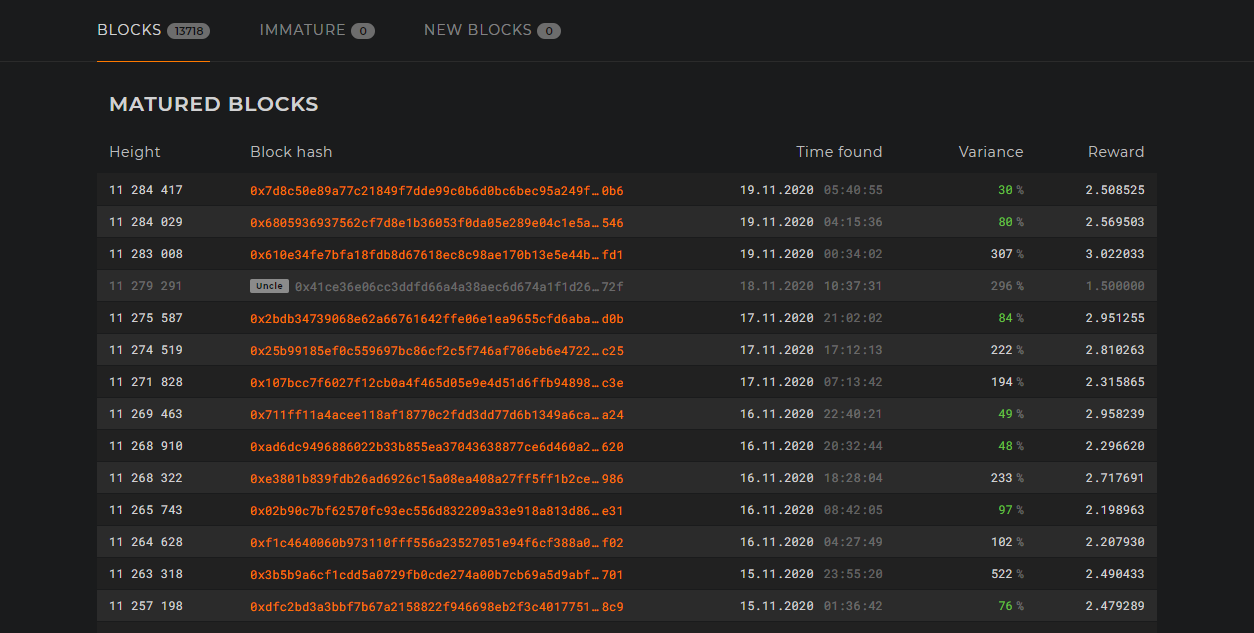 BLOCKS 13718 IMMATURE 0 NEW BLOCKS 0
MATURED BLOCKS
Height Block hash Time found Variance Reward
11 284 417 0x7d8c50e89a77c21849f7dde99c0b6d0bc6bec95a249f…0b6 19.11.2020 05:40:55 30 % 2.508525
11 284 029 0x6805936937562cf7d8e1b36053f0da05e289e04c1e5a…546 19.11.2020 04:15:36 80 % 2.569503
11 283 008 0x610e34fe7bfa18fdb8d67618ec8c98ae170b13e5e44b…fd1 19.11.2020 00:34:02 307 % 3.022033
11 279 291 Uncle 0x41ce36e06cc3ddfd66a4a38aec6d674a1f1d26…72f 18.11.2020 10:37:31 296 % 1.500000
11 275 587 0x2bdb34739068e62a66761642ffe06e1ea9655cfd6aba…d0b 17.11.2020 21:02:02 84 % 2.951255
11 274 519 0x25b99185ef0c559697bc86cf2c5f746af706eb6e4722…c25 17.11.2020 17:12:13 222 % 2.810263
11 271 828 0x107bcc7f6027f12cb0a4f465d05e9e4d51d6ffb94898…c3e 17.11.2020 07:13:42 194 % 2.315865
11 269 463 0x711ff11a4acee118af18770c2fdd3dd77d6b1349a6ca…a24 16.11.2020 22:40:21 49 % 2.958239
11 268 910 0xad6dc9496886022b33b855ea37043638877ce6d460a2…620 16.11.2020 20:32:44 48 % 2.296620
11 268 322 0xe3801b839fdb26ad6926c15a08ea408a27ff5ff1b2ce…986 16.11.2020 18:28:04 233 % 2.717691
11 265 743 0x02b90c7bf62570fc93ec556d832209a33e918a813d86…e31 16.11.2020 08:42:05 97 % 2.198963
11 264 628 0xf1c4640060b973110fff556a23527051e94f6cf388a0…f02 16.11.2020 04:27:49 102 % 2.207930
11 263 318 0x3b5b9a6cf1cdd5a0729fb0cde274a00b7cb69a5d9abf…701 15.11.2020 23:55:20 522 % 2.490433
11 257 198 0xdfc2bd3a3bbf7b67a2158822f946698eb2f3c4017751…8c9 15.11.2020 01:36:42 76 % 2.479289